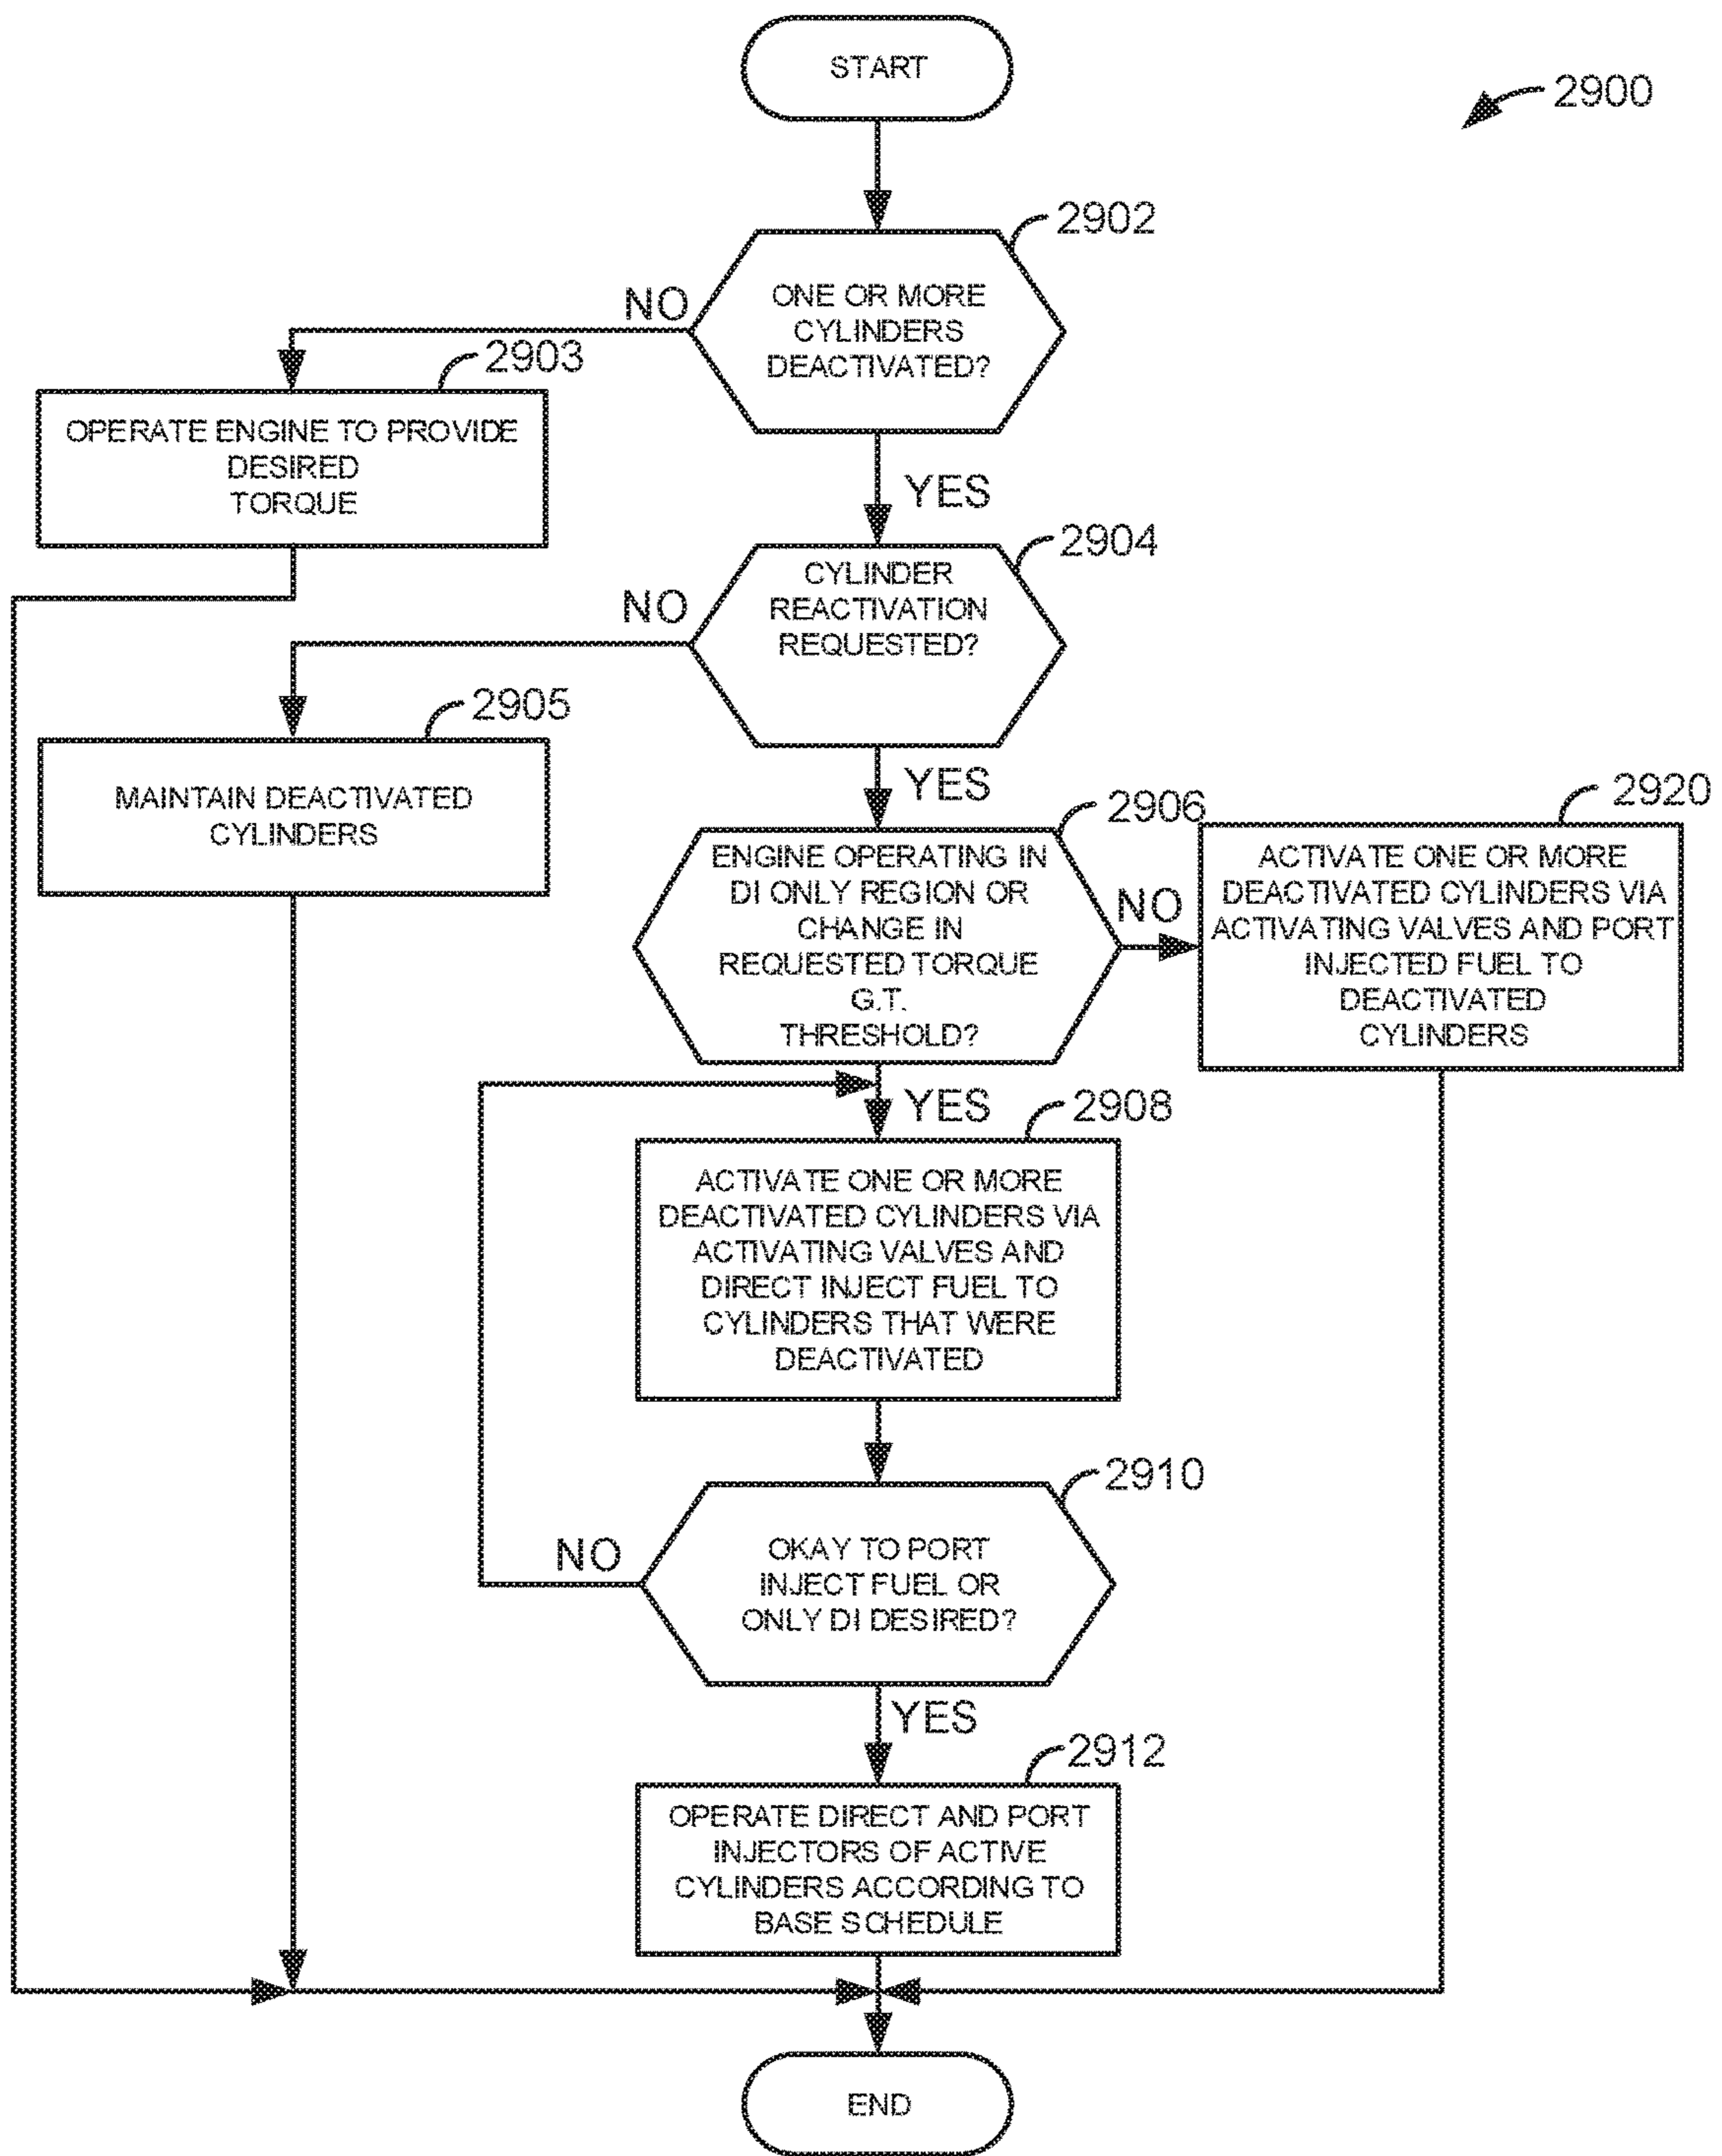 START
2900
2902
ONE OR MORE
CYLINDERS
DEACTIVATED?
NO
2903
OPERATE ENGINE TO PROVIDE
DESIRED
TORQUE
YES
2904
CYLINDER
REACTIVATION
REQUESTED?
NO
2905
MAINTAIN DEACTIVATED
CYLINDERS
YES
2906
ENGINE OPERATING IN
DI ONLY REGION OR
CHANGE IN
REQUESTED TORQUE
G.T.
THRESHOLD?
NO
2920
ACTIVATE ONE OR MORE
DEACTIVATED CYLINDERS VIA
ACTIVATING VALVES AND PORT
INJECTED FUEL TO
DEACTIVATED
CYLINDERS
YES
2908
ACTIVATE ONE OR MORE
DEACTIVATED CYLINDERS VIA
ACTIVATING VALVES AND
DIRECT INJECT FUEL TO
CYLINDERS THAT WERE
DEACTIVATED
2910
OKAY TO PORT
INJECT FUEL OR
ONLY DI DESIRED?
NO
YES
2912
OPERATE DIRECT AND PORT
INJECTORS OF ACTIVE
CYLINDERS ACCORDING TO
BASE SCHEDULE
END